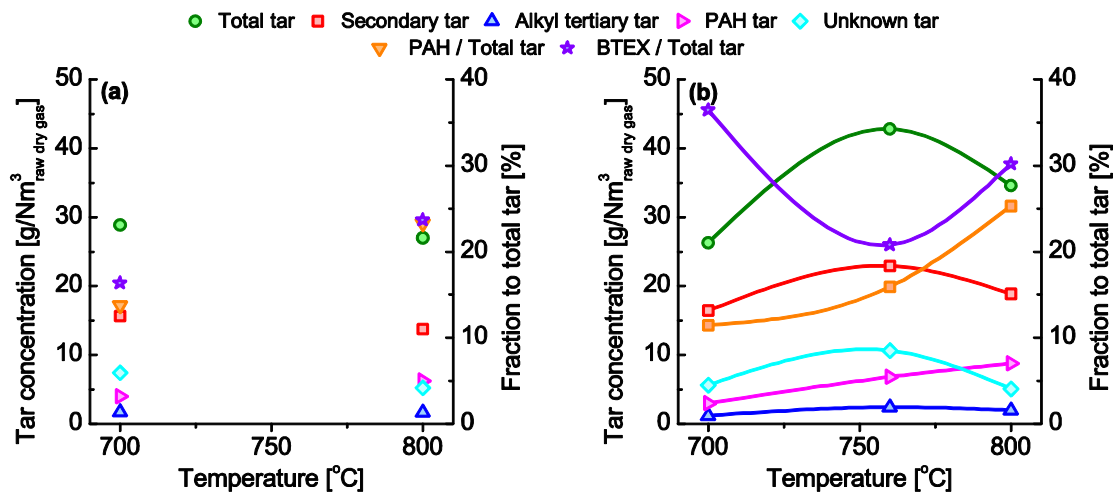 Total tar Secondary tar Alkyl tertiary tar PAH tar Unknown tar
PAH / Total tar BTEX / Total tar
(a)
Tar concentration [g/Nm³raw dry gas]
50
40
30
20
10
0
700 750 800
Temperature [°C]
40
30
20
10
0
Fraction to total tar [%]
(b)
Tar concentration [g/Nm³raw dry gas]
50
40
30
20
10
0
700 750 800
Temperature [°C]
40
30
20
10
0
Fraction to total tar [%]